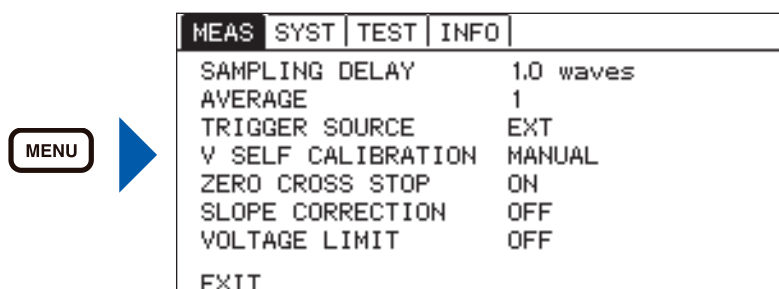 MEAS SYST TEST INFO
SAMPLING DELAY 1.0 waves
AVERAGE 1
TRIGGER SOURCE EXT
MENU
V SELF CALIBRATION MANUAL
ZERO CROSS STOP ON
SLOPE CORRECTION OFF
VOLTAGE LIMIT OFF
EXIT